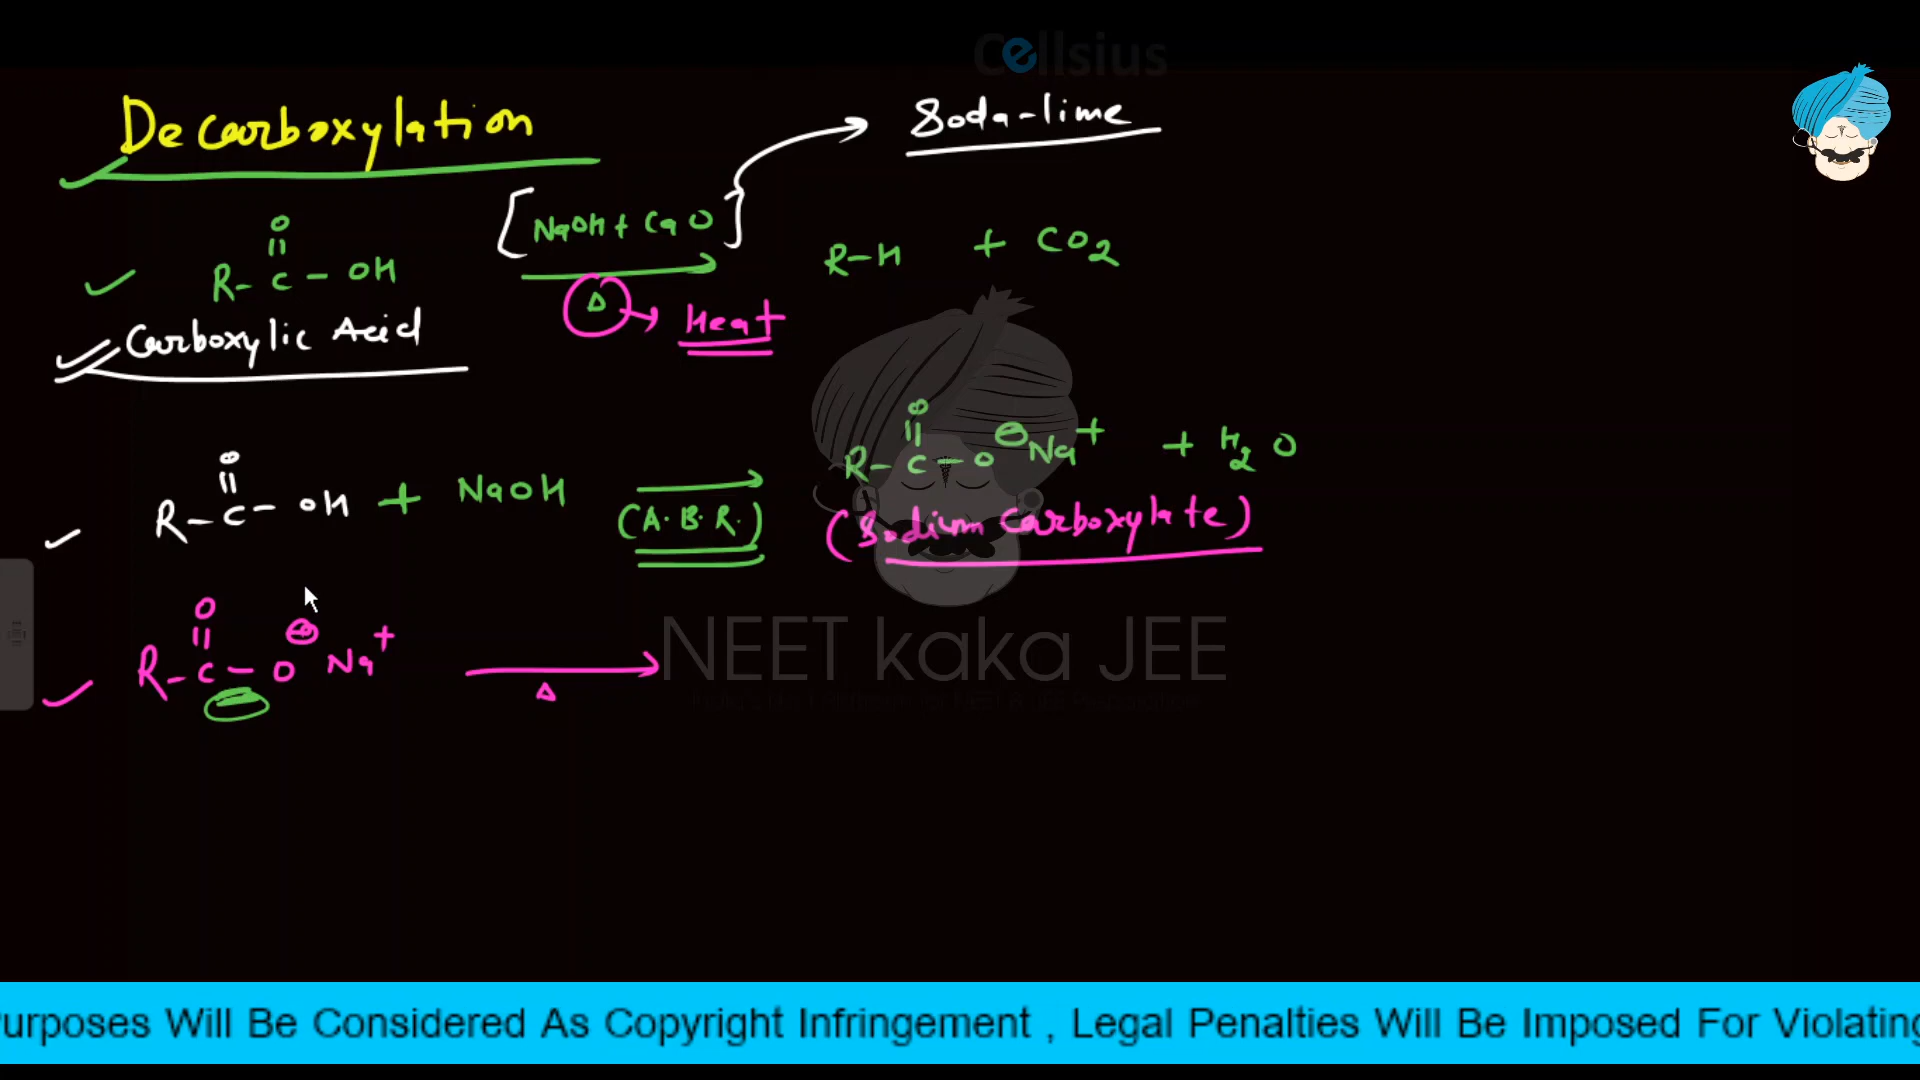 Cellsius
Decarboxylation
Soda-lime
[NaOH + CaO]
O
||
R-C-OH
R-H + CO2
Δ → Heat
Carboxylic Acid
O
||
R-C-OH + NaOH
(A.B.R.)
O
||
R-C-O⊖Na+ + H2O
(Sodium Carboxylate)
O
||
R-C-O⊖Na+
Δ
NEET kaka JEE
urposes Will Be Considered As Copyright Infringement , Legal Penalties Will Be Imposed For Violating